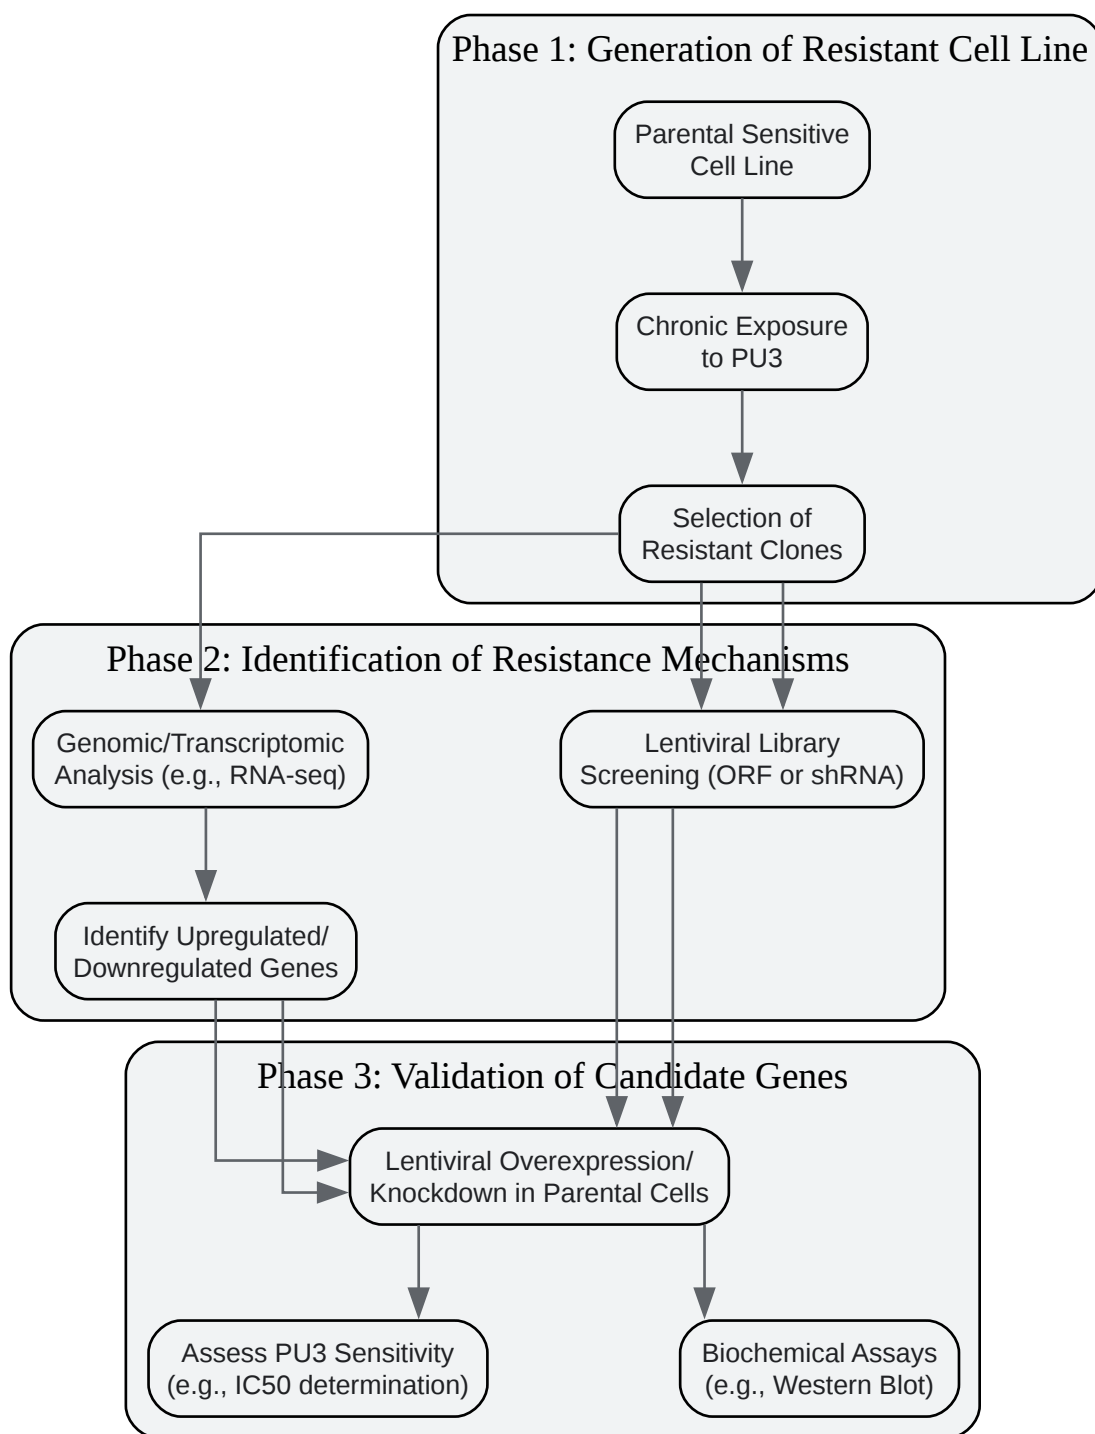 Phase 1: Generation of Resistant Cell Line
Parental Sensitive
Cell Line
Chronic Exposure
to PU3
Selection of
Resistant Clones
Phase 2: Identification of Resistance Mechanisms
Genomic/Transcriptomic
Analysis (e.g., RNA-seq)
Lentiviral Library
Screening (ORF or shRNA)
Identify Upregulated/
Downregulated Genes
Phase 3: Validation of Candidate Genes
Lentiviral Overexpression/
Knockdown in Parental Cells
Assess PU3 Sensitivity
(e.g., IC50 determination)
Biochemical Assays
(e.g., Western Blot)